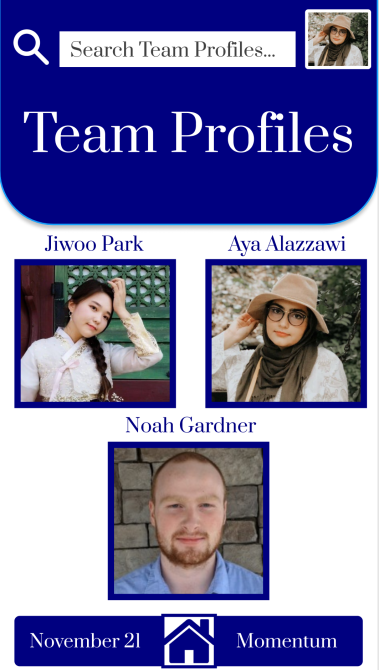 Search Team Profiles...
Team Profiles
Jiwoo Park
Aya Alazzawi
Noah Gardner
November 21
Momentum